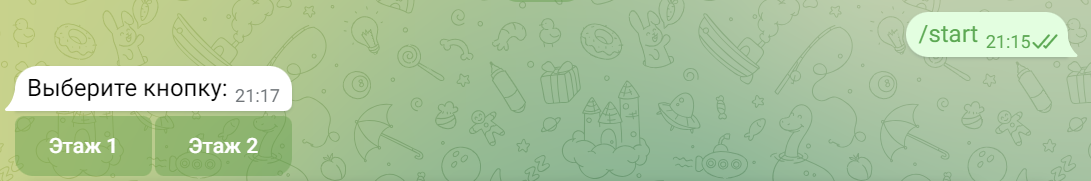 /start 21:15
Выберите кнопку: 21:17
Этаж 1 Этаж 2